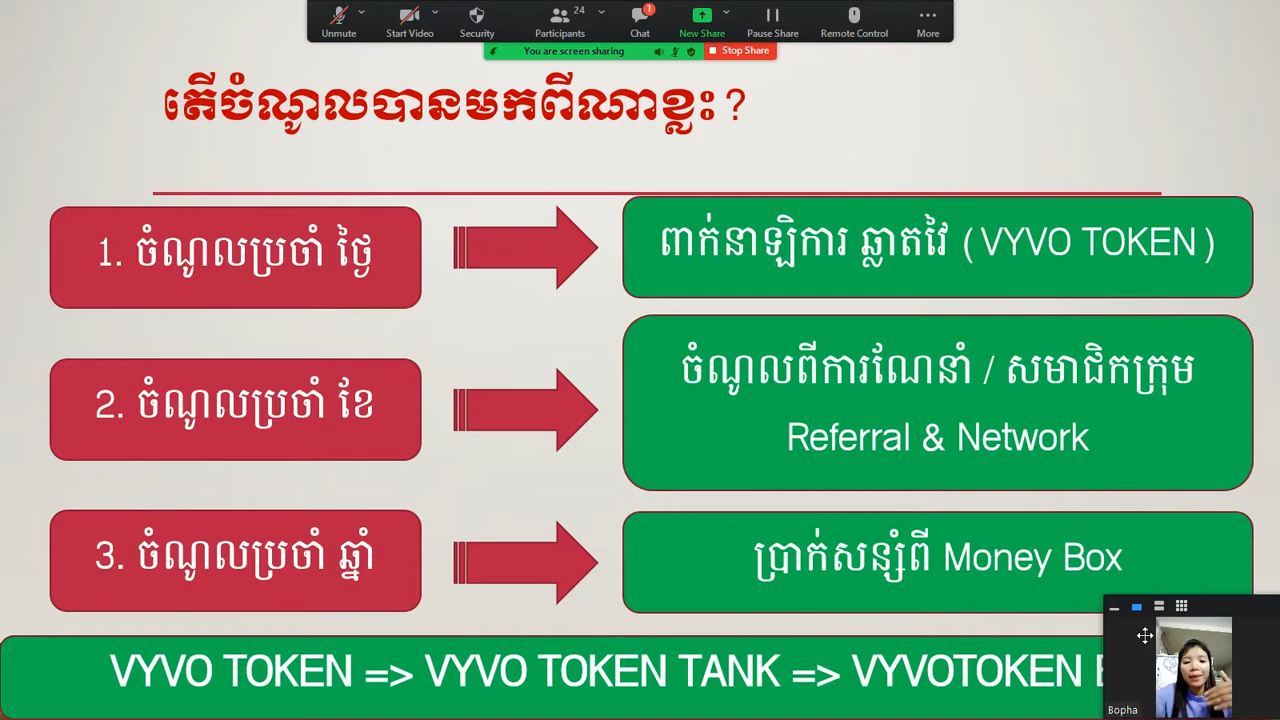 Unmute
Start Video
Security
Participants
24
Chat
1
New Share
Pause Share
Remote Control
More
You are screen sharing
Stop Share
តើចំណូលបានមកពីណាខ្លះ?
1. ចំណូលប្រចាំ ថ្ងៃ
ពាក់នាឡិការ ឆ្លាតវៃ (VYVO TOKEN)
2. ចំណូលប្រចាំ ខែ
ចំណូលពីការណែនាំ / សមាជិកក្រុម
Referral & Network
3. ចំណូលប្រចាំ ឆ្នាំ
ប្រាក់សន្សំពី Money Box
VYVO TOKEN => VYVO TOKEN TANK => VYVOTOKEN
Bopha